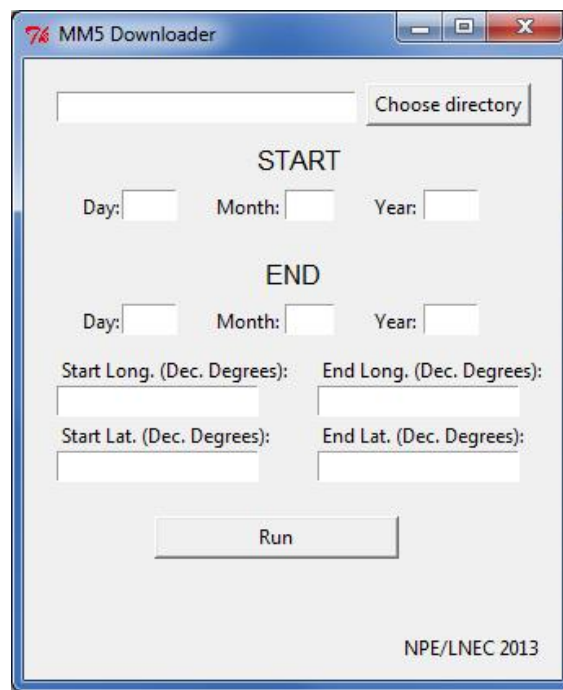 MM5 Downloader
Choose directory
START
Day: Month: Year:
END
Day: Month: Year:
Start Long. (Dec. Degrees): End Long. (Dec. Degrees):
Start Lat. (Dec. Degrees): End Lat. (Dec. Degrees):
Run
NPE/LNEC 2013